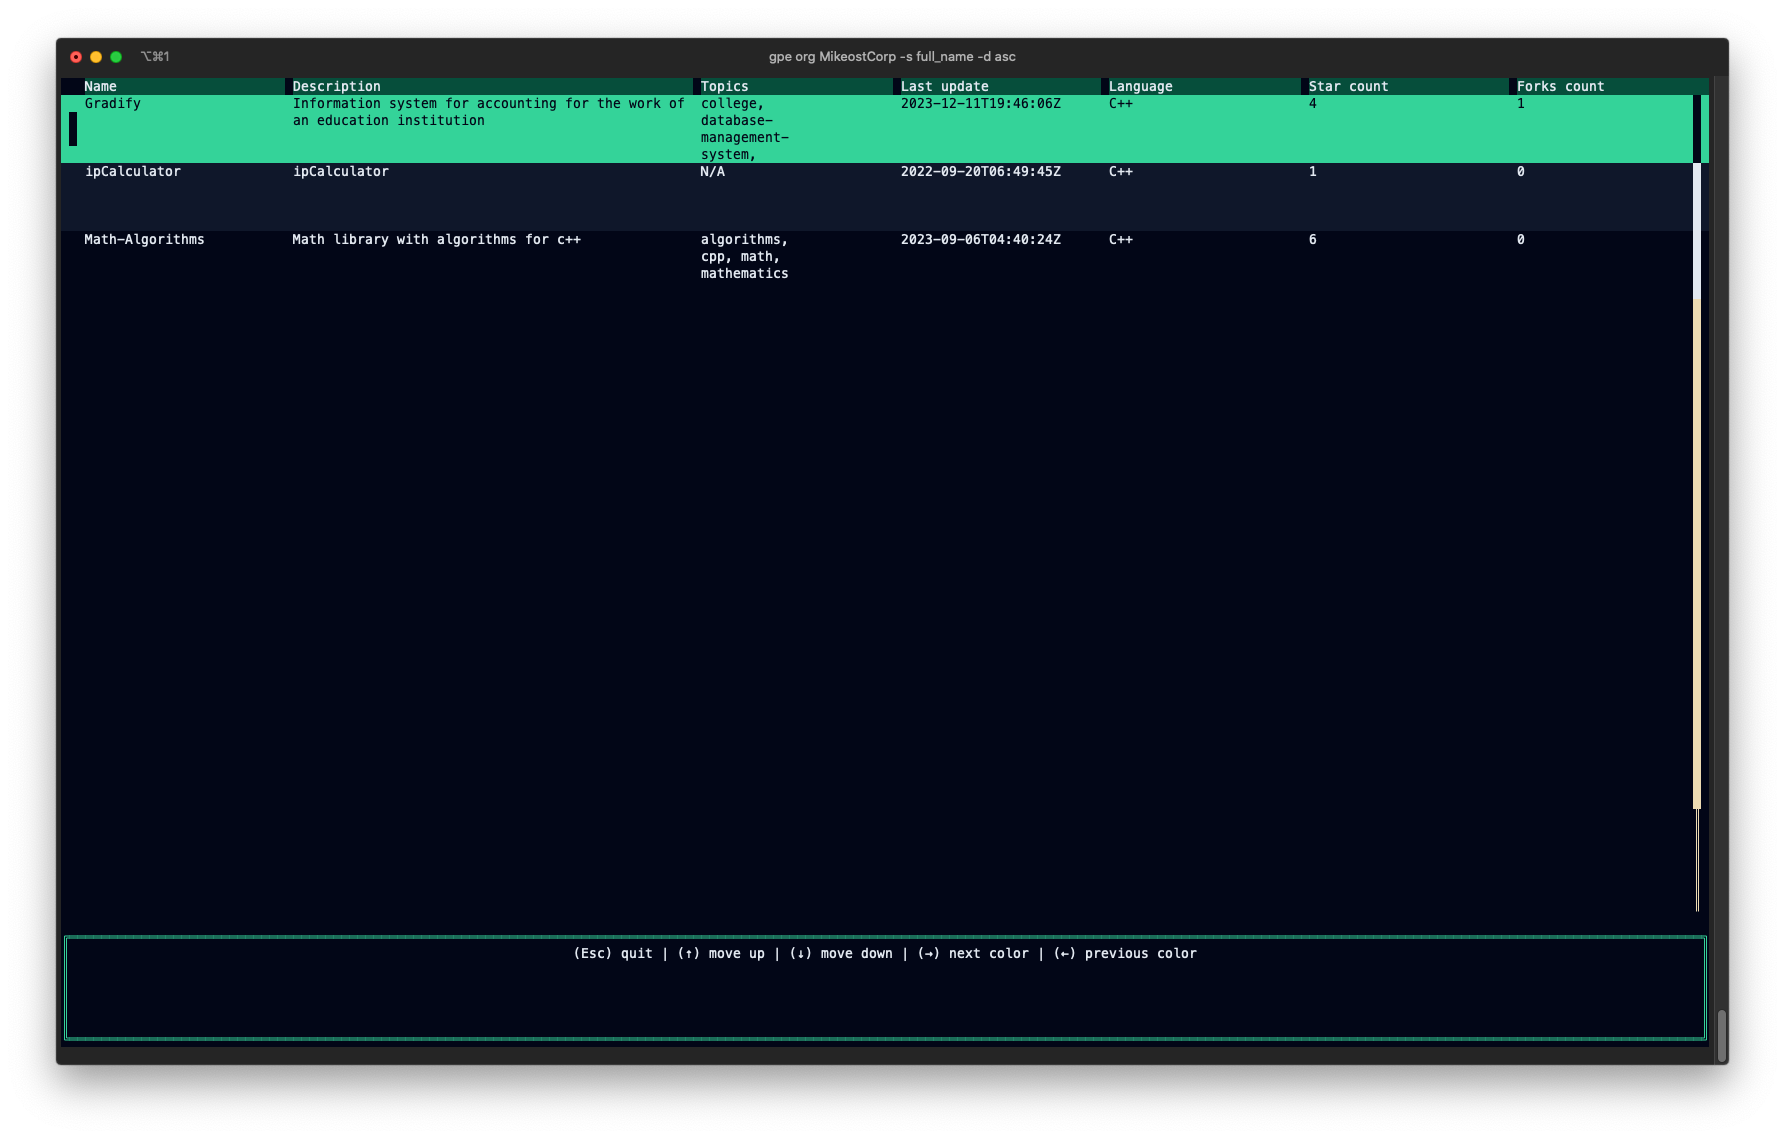 ⌥⌘1
gpe org MikeostCorp -s full_name -d asc
Name Description Topics Last update Language Star count Forks count
Gradify Information system for accounting for the work of college, 2023-12-11T19:46:06Z C++ 4 1
an education institution database-
management-
system,
ipCalculator ipCalculator N/A 2022-09-20T06:49:45Z C++ 1 0
Math-Algorithms Math library with algorithms for c++ algorithms, 2023-09-06T04:40:24Z C++ 6 0
cpp, math,
mathematics
(Esc) quit | (↑) move up | (↓) move down | (→) next color | (←) previous color